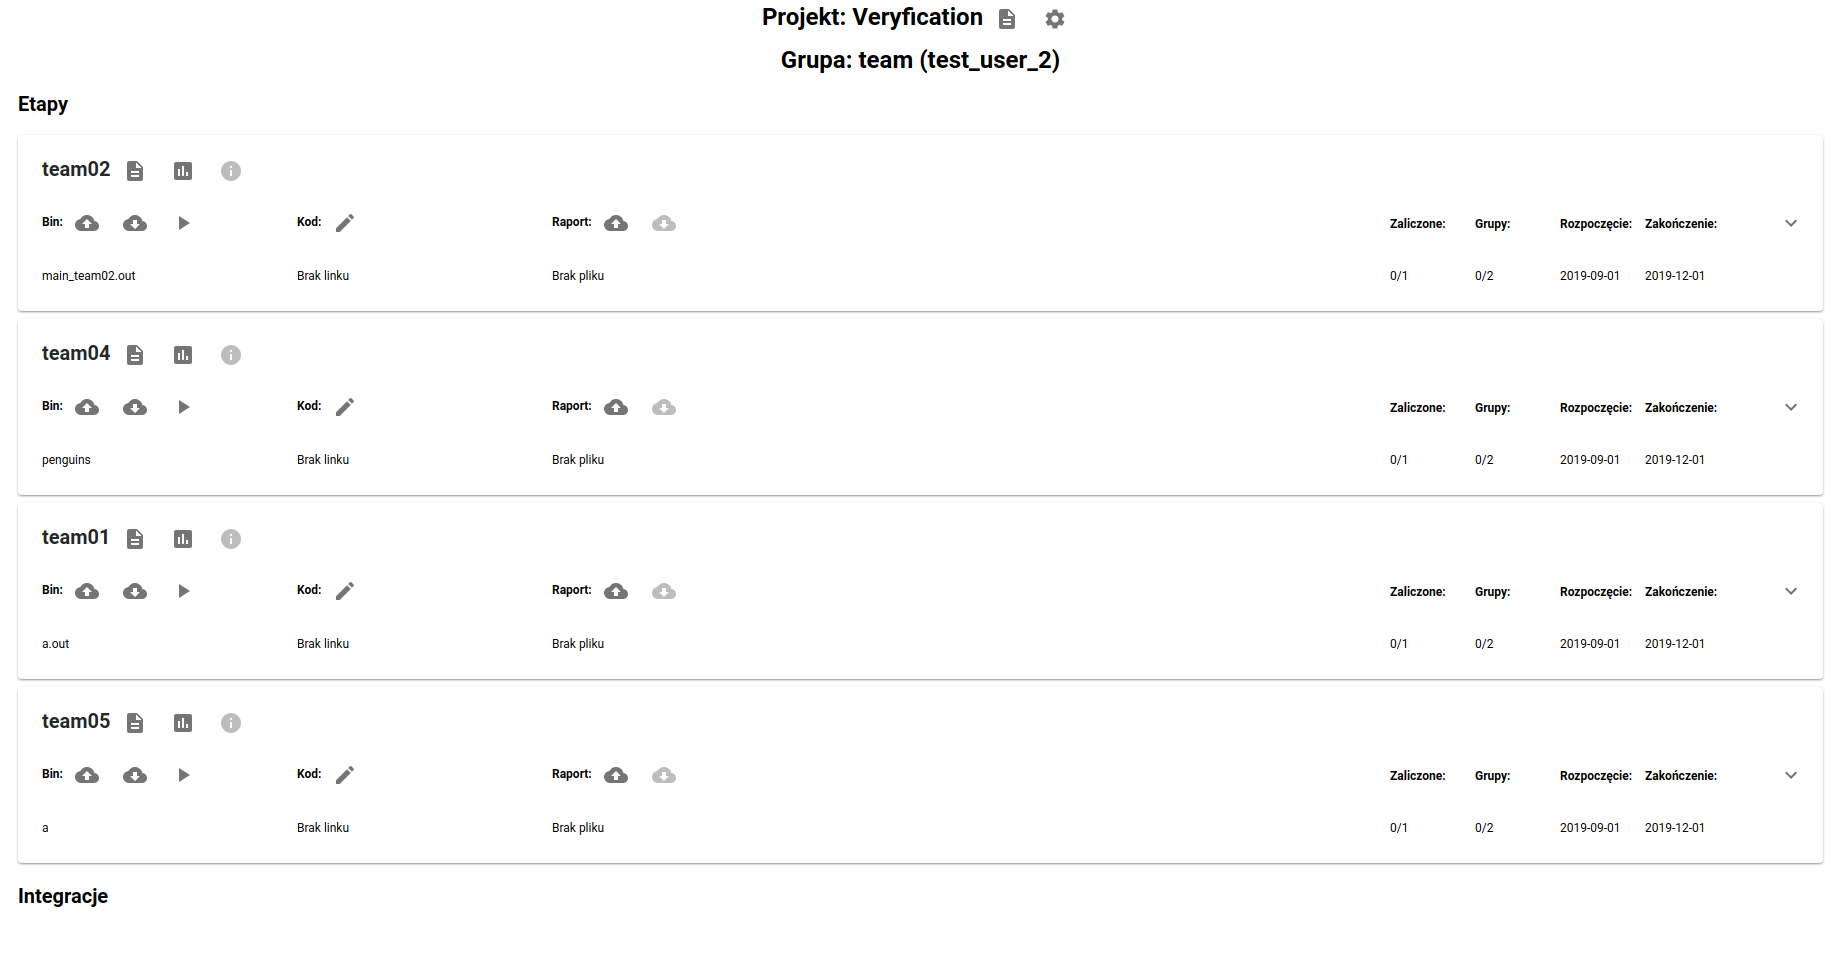 Projekt: Veryfication
Grupa: team (test_user_2)
Etapy
team02
Bin: Kod: Raport: Zaliczone: Grupy: Rozpoczęcie: Zakończenie:
main_team02.out Brak linku Brak pliku 0/1 0/2 2019-09-01 2019-12-01
team04
Bin: Kod: Raport: Zaliczone: Grupy: Rozpoczęcie: Zakończenie:
penguins Brak linku Brak pliku 0/1 0/2 2019-09-01 2019-12-01
team01
Bin: Kod: Raport: Zaliczone: Grupy: Rozpoczęcie: Zakończenie:
a.out Brak linku Brak pliku 0/1 0/2 2019-09-01 2019-12-01
team05
Bin: Kod: Raport: Zaliczone: Grupy: Rozpoczęcie: Zakończenie:
a Brak linku Brak pliku 0/1 0/2 2019-09-01 2019-12-01
Integracje